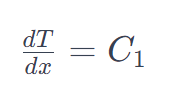 dT/dx = C₁